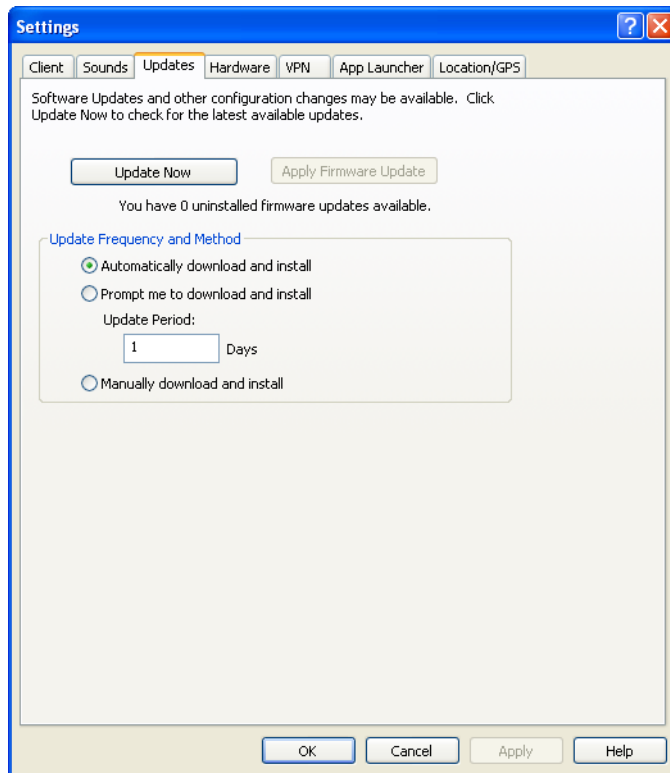 Settings
Client Sounds Updates Hardware VPN App Launcher Location/GPS
Software Updates and other configuration changes may be available. Click
Update Now to check for the latest available updates.
Update Now Apply Firmware Update
You have 0 uninstalled firmware updates available.
Update Frequency and Method
Automatically download and install
Prompt me to download and install
Update Period:
1 Days
Manually download and install
OK Cancel Apply Help